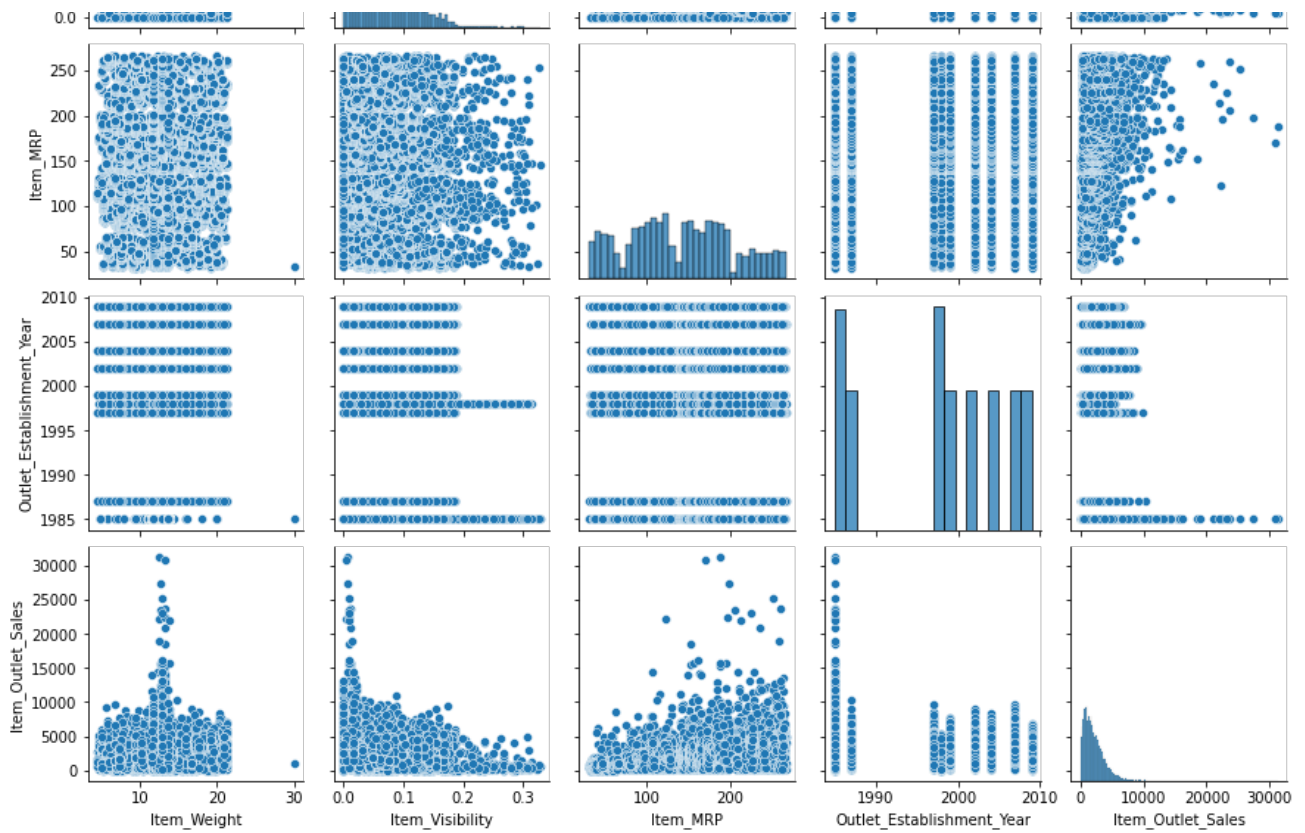 0.0
250
200
150
100
50
Item_MRP
2010
2005
2000
1995
1990
1985
Outlet_Establishment_Year
30000
25000
20000
15000
10000
5000
0
Item_Outlet_Sales
10 20 30
0.0 0.1 0.2 0.3
100 200
1990 2000 2010
0 10000 20000 30000
Item_Weight
Item_Visibility
Item_MRP
Outlet_Establishment_Year
Item_Outlet_Sales